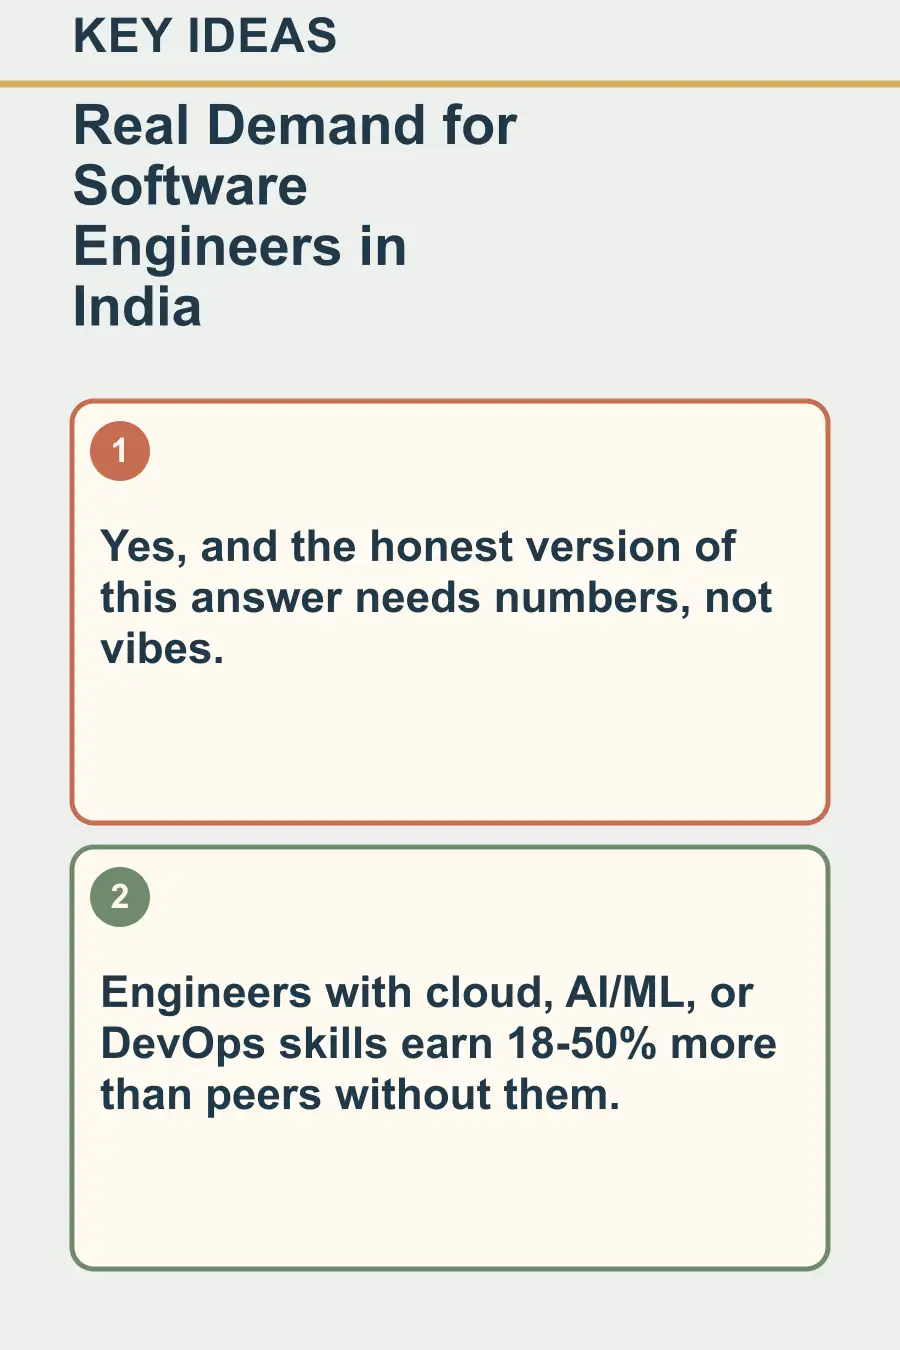 KEY IDEAS
Real Demand for
Software
Engineers in
India
1
Yes, and the honest version of
this answer needs numbers, not
vibes.
2
Engineers with cloud, AI/ML, or
DevOps skills earn 18-50% more
than peers without them.